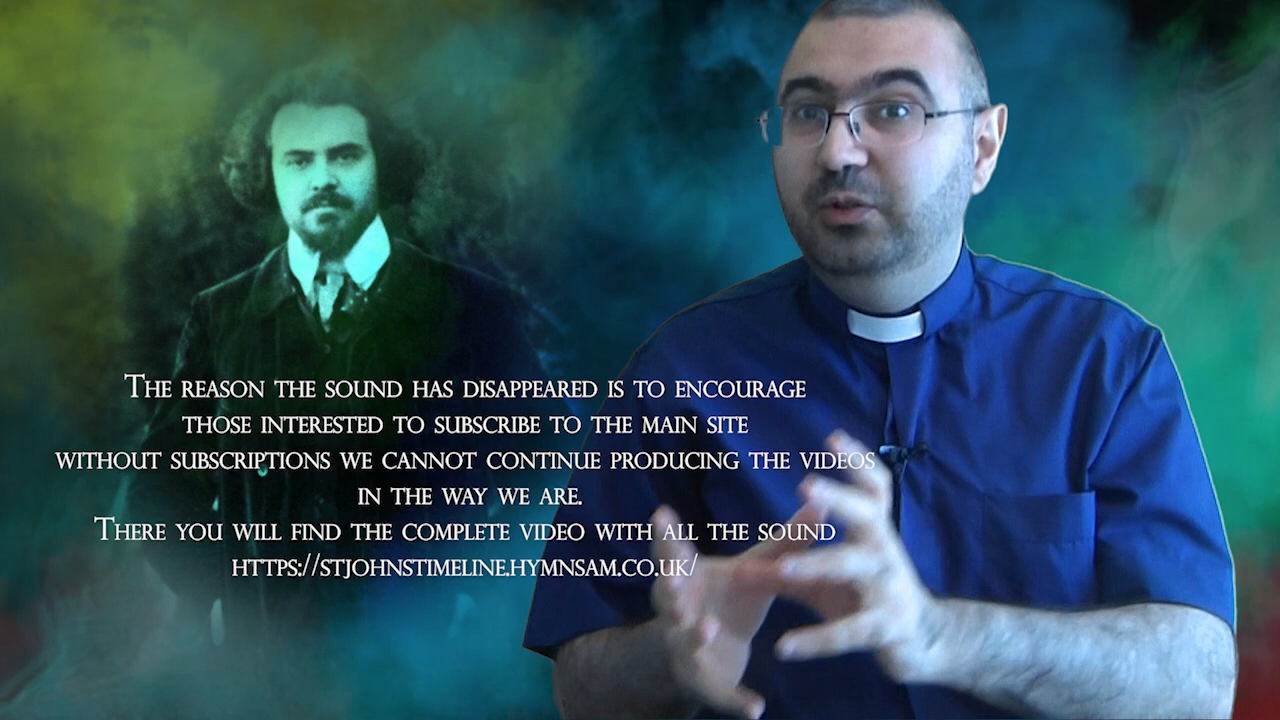 The reason the sound has disappeared is to encourage
those interested to subscribe to the main site
without subscriptions we cannot continue producing the videos
in the way we are.
There you will find the complete video with all the sound
https://stjohnstimeline.hymnsam.co.uk/